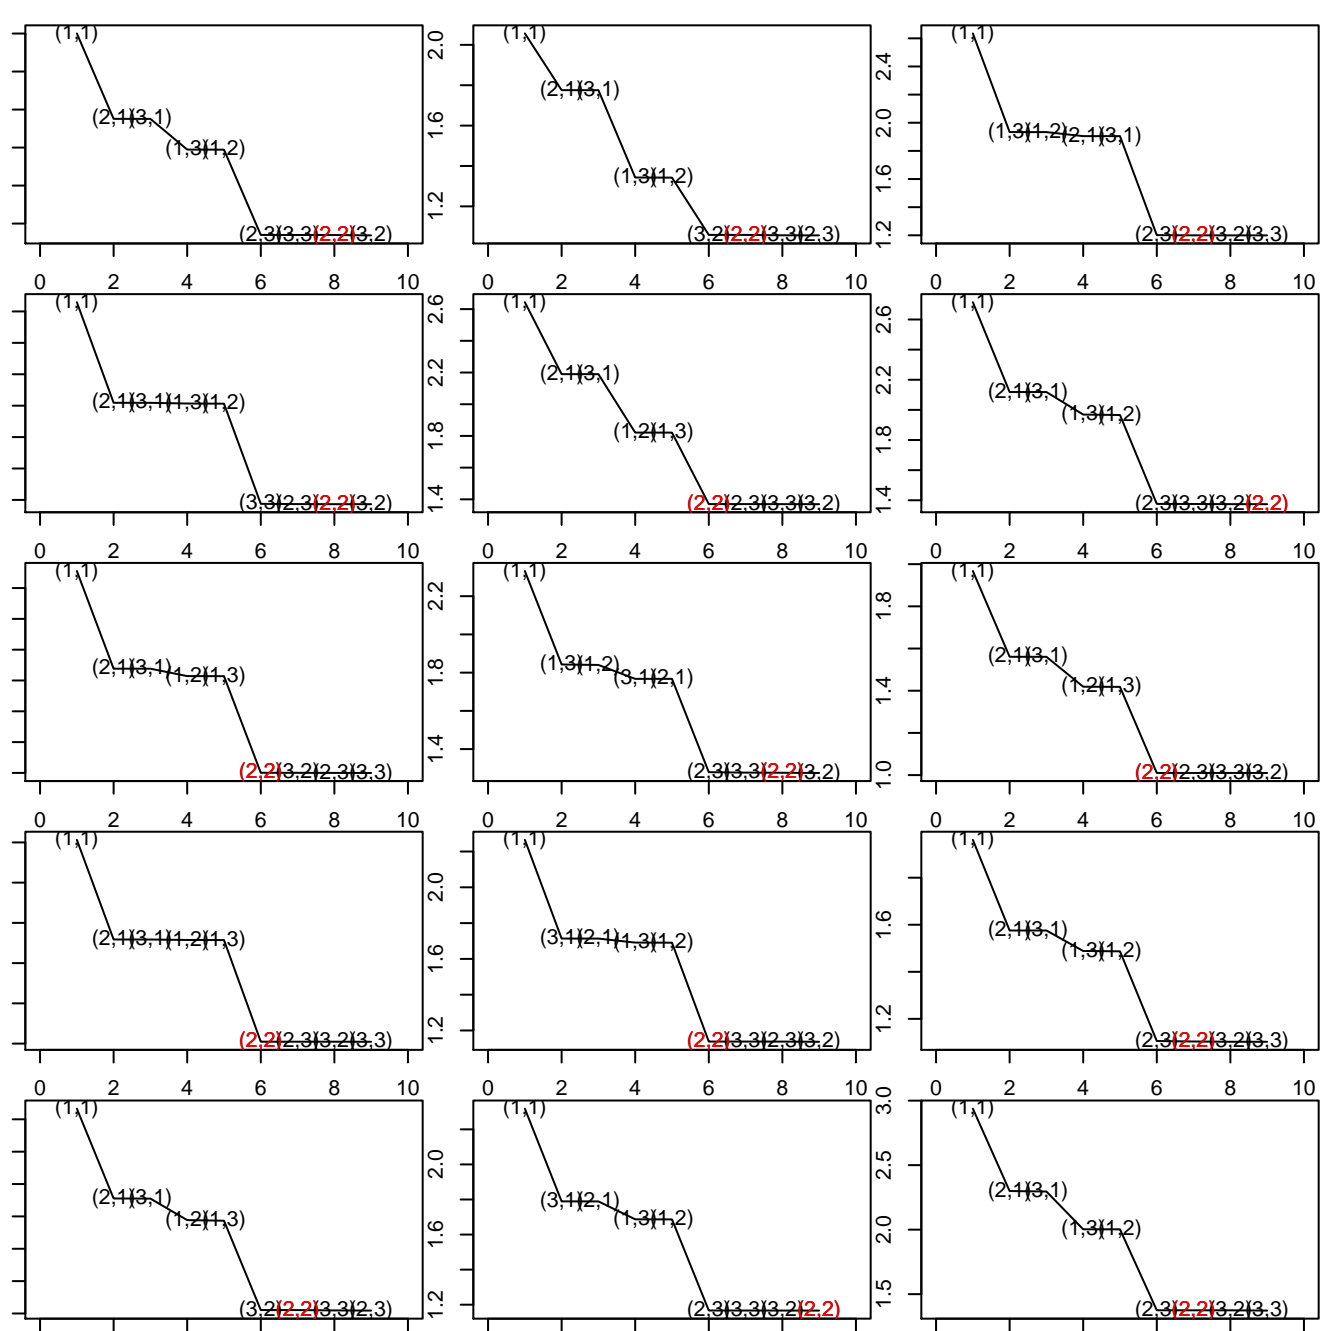 (1,1)
(2,1)(3,1)
(1,3)(1,2)
(2,3)(3,3)(2,2)(3,2)
0 2 4 6 8 10
1.2 1.6 2.0
(1,1)
(2,1)(3,1)
(1,3)(1,2)
(3,2)(2,2)(3,3)(2,3)
0 2 4 6 8 10
1.2 1.6 2.0 2.4
(1,1)
(1,3)(1,2)(2,1)(3,1)
(2,3)(2,2)(3,2)(3,3)
0 2 4 6 8 10
(1,1)
(2,1)(3,1)(1,3)(1,2)
(3,3)(2,3)(2,2)(3,2)
0 2 4 6 8 10
1.4 1.8 2.2 2.6
(1,1)
(2,1)(3,1)
(1,2)(1,3)
(2,2)(2,3)(3,3)(3,2)
0 2 4 6 8 10
1.4 1.8 2.2 2.6
(1,1)
(2,1)(3,1)
(1,3)(1,2)
(2,3)(3,3)(3,2)(2,2)
0 2 4 6 8 10
(1,1)
(2,1)(3,1)
(1,2)(1,3)
(2,2)(3,2)(2,3)(3,3)
0 2 4 6 8 10
1.4 1.8 2.2
(1,1)
(1,3)(1,2)
(3,1)(2,1)
(2,3)(3,3)(2,2)(3,2)
0 2 4 6 8 10
1.0 1.4 1.8
(1,1)
(2,1)(3,1)
(1,2)(1,3)
(2,2)(2,3)(3,3)(3,2)
0 2 4 6 8 10
(1,1)
(2,1)(3,1)(1,2)(1,3)
(2,2)(2,3)(3,2)(3,3)
0 2 4 6 8 10
1.2 1.6 2.0
(1,1)
(3,1)(2,1)
(1,3)(1,2)
(2,2)(3,3)(2,3)(3,2)
0 2 4 6 8 10
1.2 1.6
(1,1)
(2,1)(3,1)
(1,3)(1,2)
(2,3)(2,2)(3,2)(3,3)
0 2 4 6 8 10
(1,1)
(2,1)(3,1)
(1,2)(1,3)
(3,2)(2,2)(3,3)(2,3)
1.2 1.6 2.0
(1,1)
(3,1)(2,1)
(1,3)(1,2)
(2,3)(3,3)(3,2)(2,2)
1.5 2.0 2.5 3.0
(1,1)
(2,1)(3,1)
(1,3)(1,2)
(2,3)(2,2)(3,2)(3,3)